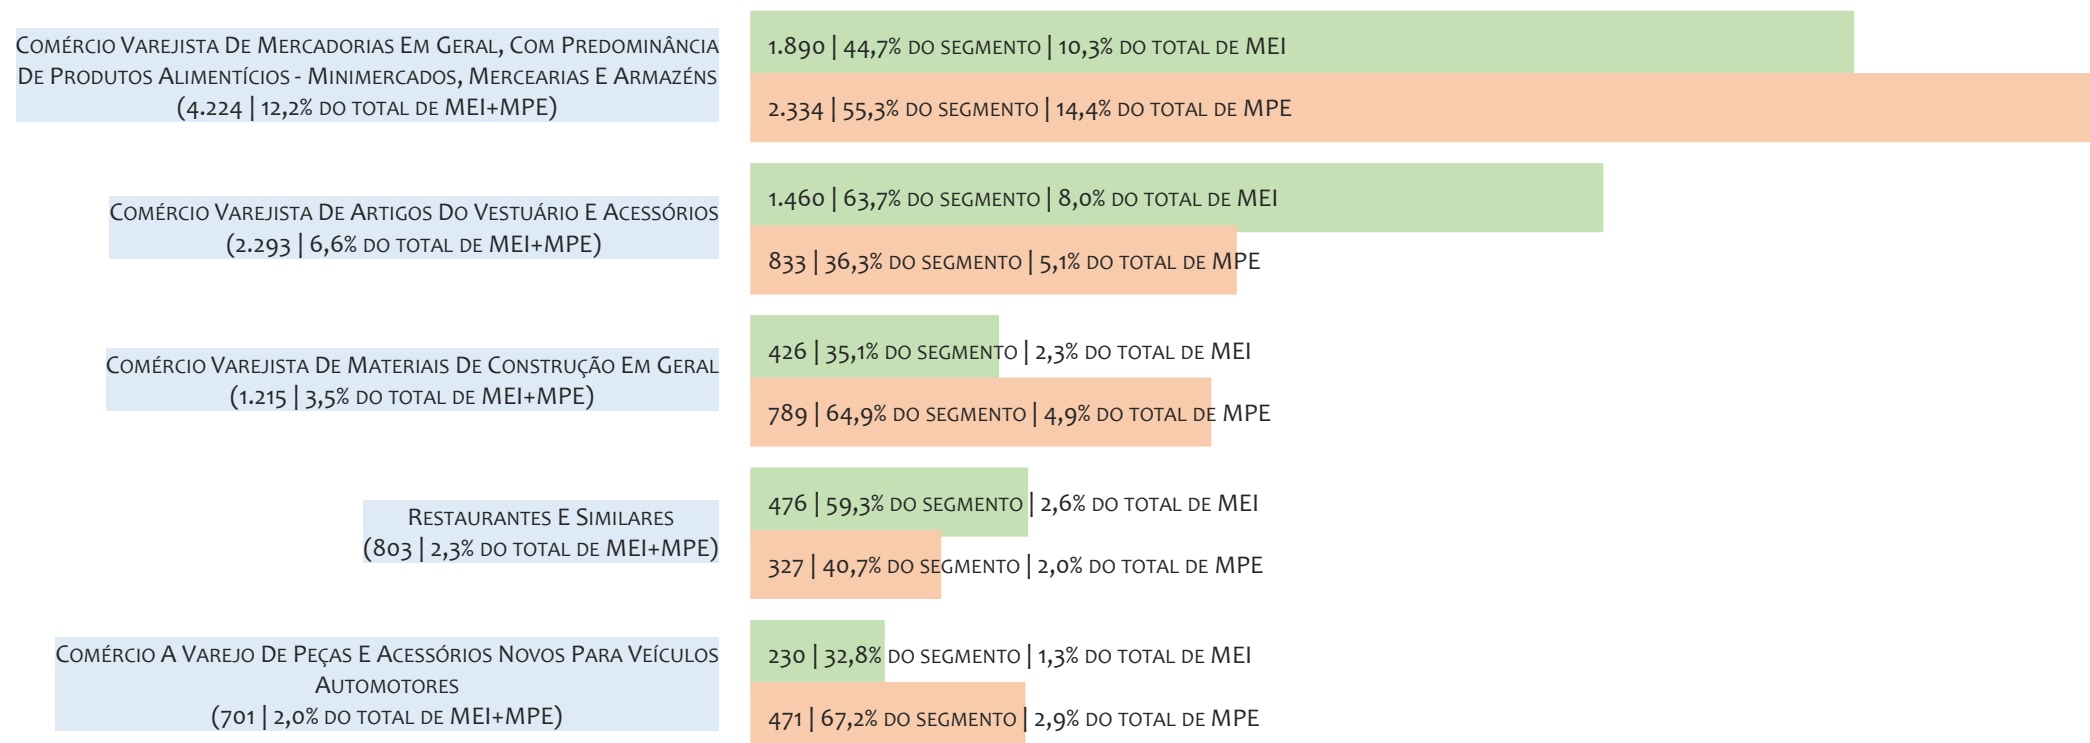 Comércio Varejista De Mercadorias Em Geral, Com Predominância
De Produtos Alimentícios - Minimercados, Mercearias E Armazéns
(4.224 | 12,2% do total de MEI+MPE)
1.890 | 44,7% do segmento | 10,3% do total de MEI
2.334 | 55,3% do segmento | 14,4% do total de MPE
Comércio Varejista De Artigos Do Vestuário E Acessórios
(2.293 | 6,6% do total de MEI+MPE)
1.460 | 63,7% do segmento | 8,0% do total de MEI
833 | 36,3% do segmento | 5,1% do total de MPE
Comércio Varejista De Materiais De Construção Em Geral
(1.215 | 3,5% do total de MEI+MPE)
426 | 35,1% do segmento | 2,3% do total de MEI
789 | 64,9% do segmento | 4,9% do total de MPE
Restaurantes E Similares
(803 | 2,3% do total de MEI+MPE)
476 | 59,3% do segmento | 2,6% do total de MEI
327 | 40,7% do segmento | 2,0% do total de MPE
Comércio A Varejo De Peças E Acessórios Novos Para Veículos
Automotores
(701 | 2,0% do total de MEI+MPE)
230 | 32,8% do segmento | 1,3% do total de MEI
471 | 67,2% do segmento | 2,9% do total de MPE